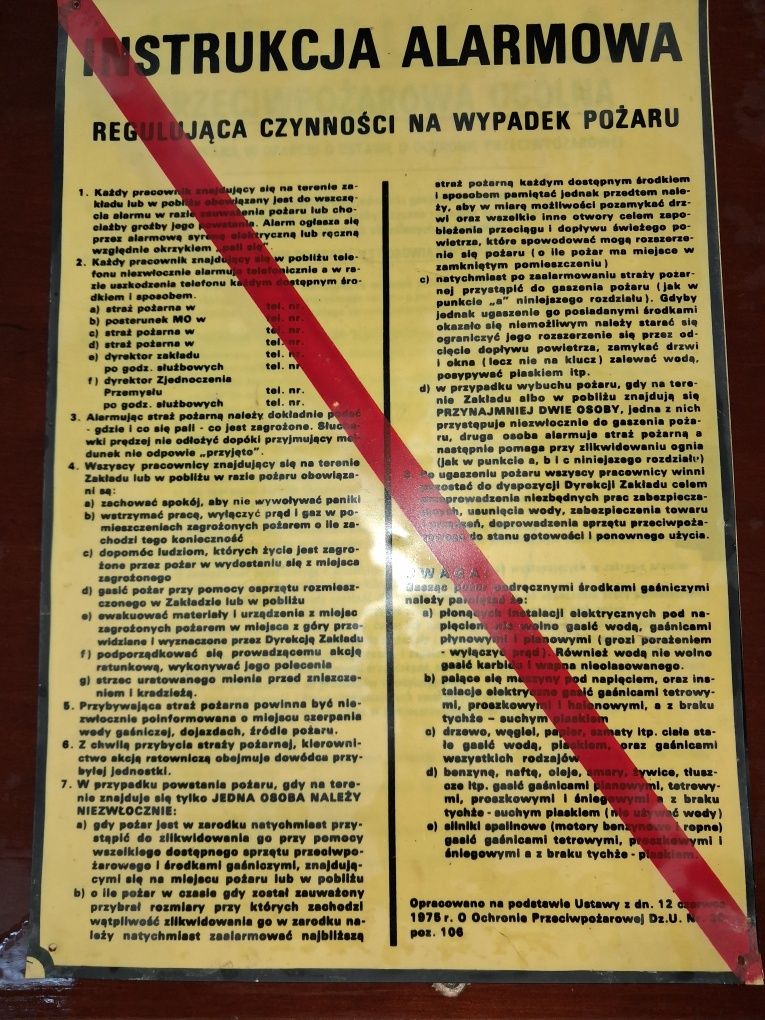 INSTRUKCJA ALARMOWA
REGULUJĄCA CZYNNOŚCI NA WYPADEK POŻARU
1. Każdy pracownik znajdujący się na terenie za-
kładu lub w pobliżu obowiązany jest do wszczę-
cia alarmu w razie zauważenia pożaru lub cho-
ciażby groźby jego powstania. Alarm ogłasza się
przez alarmową syrenę elektryczną lub ręczną
względnie okrzykiem „pali się"
2. Każdy pracownik znajdujący się w pobliżu tele-
fonu niezwłocznie alarmuje telefonicznie a w ra-
zie uszkodzenia telefonu każdym dostępnym śro-
dkiem i sposobem.
a) straż pożarna w tel. nr.
b) posterunek MO w tel. nr.
c) straż pożarna w tel. nr.
d) straż pożarna w tel. nr.
e) dyrektor zakładu tel. nr.
po godz. służbowych tel. nr.
f) dyrektor Zjednoczenia
Przemysłu tel. nr.
po godz. służbowych tel. nr.
3. Alarmując straż pożarną należy dokładnie podać
- gdzie i co się pali - co jest zagrożone. Słucha-
wki prędzej nie odłożyć dopóki przyjmujący mel-
dunek nie odpowie „przyjęto".
4. Wszyscy pracownicy znajdujący się na terenie
Zakładu lub w pobliżu w razie pożaru obowiąza-
ni są:
a) zachować spokój, aby nie wywoływać paniki
b) wstrzymać pracę, wyłączyć prąd i gaz w po-
mieszczeniach zagrożonych pożarem o ile za-
chodzi tego konieczność
c) dopomóc ludziom, których życie jest zagro-
żone przez pożar w wydostaniu się z miejsca
zagrożonego
d) gasić pożar przy pomocy osprzętu rozmiesz-
czonego w Zakładzie lub w pobliżu
e) ewakuować materiały i urządzenia z miejsc
zagrożonych pożarem w miejsca z góry prze-
widziane i wyznaczone przez Dyrekcję Zakładu
f) podporządkować się prowadzącemu akcję
ratunkową, wykonywać jego polecenia
g) strzec uratowanego mienia przed zniszcze-
niem i kradzieżą.
5. Przybywająca straż pożarna powinna być nie-
zwłocznie poinformowana o miejscu czerpania
wody gaśniczej, dojazdach, źródle pożaru.
6. Z chwilą przybycia straży pożarnej, kierowni-
ctwo akcją ratowniczą obejmuje dowódca przy-
byłej jednostki.
7. W przypadku powstania pożaru, gdy na tere-
nie znajduje się tylko JEDNA OSOBA NALEŻY
NIEZWŁOCZNIE:
a) gdy pożar jest w zarodku natychmiast przy-
stąpić do zlikwidowania go przy pomocy
wszelkiego dostępnego sprzętu przeciwpo-
żarowego i środkami gaśniczymi, znajdują-
cymi się na miejscu pożaru lub w pobliżu
b) o ile pożar w czasie gdy został zauważony
przybrał rozmiary przy których zachodzi
wątpliwość zlikwidowania go w zarodku na-
leży natychmiast zaalarmować najbliższą
straż pożarną każdym dostępnym środkiem
i sposobem pamiętać jednak przedtem nale-
ży, aby w miarę możliwości pozamykać drz-
wi oraz wszelkie inne otwory celem zapo-
bieżenia przeciągu i dopływu świeżego po-
wietrza, które spowodować mogą rozszerze-
nie się pożaru (o ile pożar ma miejsce w
zamkniętym pomieszczeniu)
c) natychmiast po zaalarmowaniu straży pożar-
nej przystąpić do gaszenia pożaru (jak w
punkcie „a" niniejszego rozdziału). Gdyby
jednak ugaszenie go posiadanymi środkami
okazało się niemożliwym należy starać się
ograniczyć jego rozszerzenie się przez od-
cięcie dopływu powietrza, zamykać drzwi
i okna (lecz nie na klucz) zalewać wodą,
posypywać piaskiem itp.
d) w przypadku wybuchu pożaru, gdy na tere-
nie Zakładu albo w pobliżu znajdują się
PRZYNAJMNIEJ DWIE OSOBY, jedna z nich
przystępuje niezwłocznie do gaszenia poża-
ru, druga osoba alarmuje straż pożarną a
następnie pomaga przy zlikwidowaniu ognia
(jak w punkcie a, b i c niniejszego rozdziału)
8. Po ugaszeniu pożaru wszyscy pracownicy winni
pozostać do dyspozycji Dyrekcji Zakładu celem
przeprowadzenia niezbędnych prac zabezpiecza-
jących, usunięcia wody, zabezpieczenia towaru
i urządzeń, doprowadzenia sprzętu przeciwpoża-
rowego do stanu gotowości i ponownego użycia.
UWAGA:
Gasząc pożar podręcznymi środkami gaśniczymi
należy pamiętać że:
a) płonących instalacji elektrycznych pod na-
pięciem nie wolno gasić wodą, gaśnicami
płynowymi i pianowymi (grozi porażeniem
- wyłączyć prąd). Również wodą nie wolno
gasić karbidu i wapna nieolasowanego.
b) palące się maszyny pod napięciem, oraz ins-
talacje elektryczne gasić gaśnicami tetrowy-
mi, proszkowymi i halonowymi, a z braku
tychże - suchym piaskiem
c) drzewo, węgiel, papier, szmaty itp. ciała sta-
łe gasić wodą, piaskiem, oraz gaśnicami
wszystkich rodzajów
d) benzynę, naftę, oleje, smary, żywice, tłusz-
cze itp. gasić gaśnicami pianowymi, tetrowy-
mi, proszkowymi i śniegowymi a z braku
tychże - suchym piaskiem (nie używać wody)
e) silniki spalinowe (motory benzynowe i ropne)
gasić gaśnicami tetrowymi, proszkowymi i
śniegowymi a z braku tychże - piaskiem.
Opracowano na podstawie Ustawy z dn. 12 czerwca
1975 r. O Ochronie Przeciwpożarowej Dz.U. Nr.
poz. 106